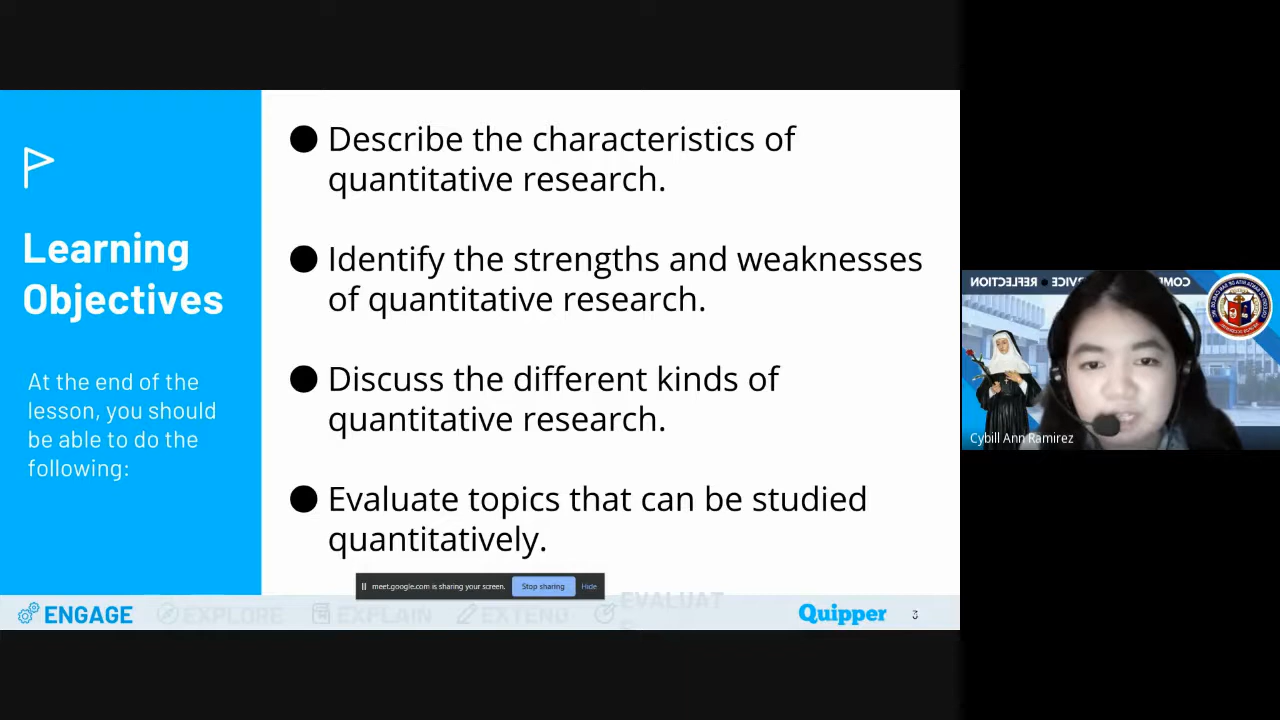 Learning
Objectives
At the end of the
lesson, you should
be able to do the
following:
● Describe the characteristics of
quantitative research.
● Identify the strengths and weaknesses
of quantitative research.
● Discuss the different kinds of
quantitative research.
● Evaluate topics that can be studied
quantitatively.
meet.google.com is sharing your screen. Stop sharing Hide
ENGAGE EXPLORE EXPLAIN EXTEND EVALUAT
Quipper 3
REFLECTION
Cybill Ann Ramirez